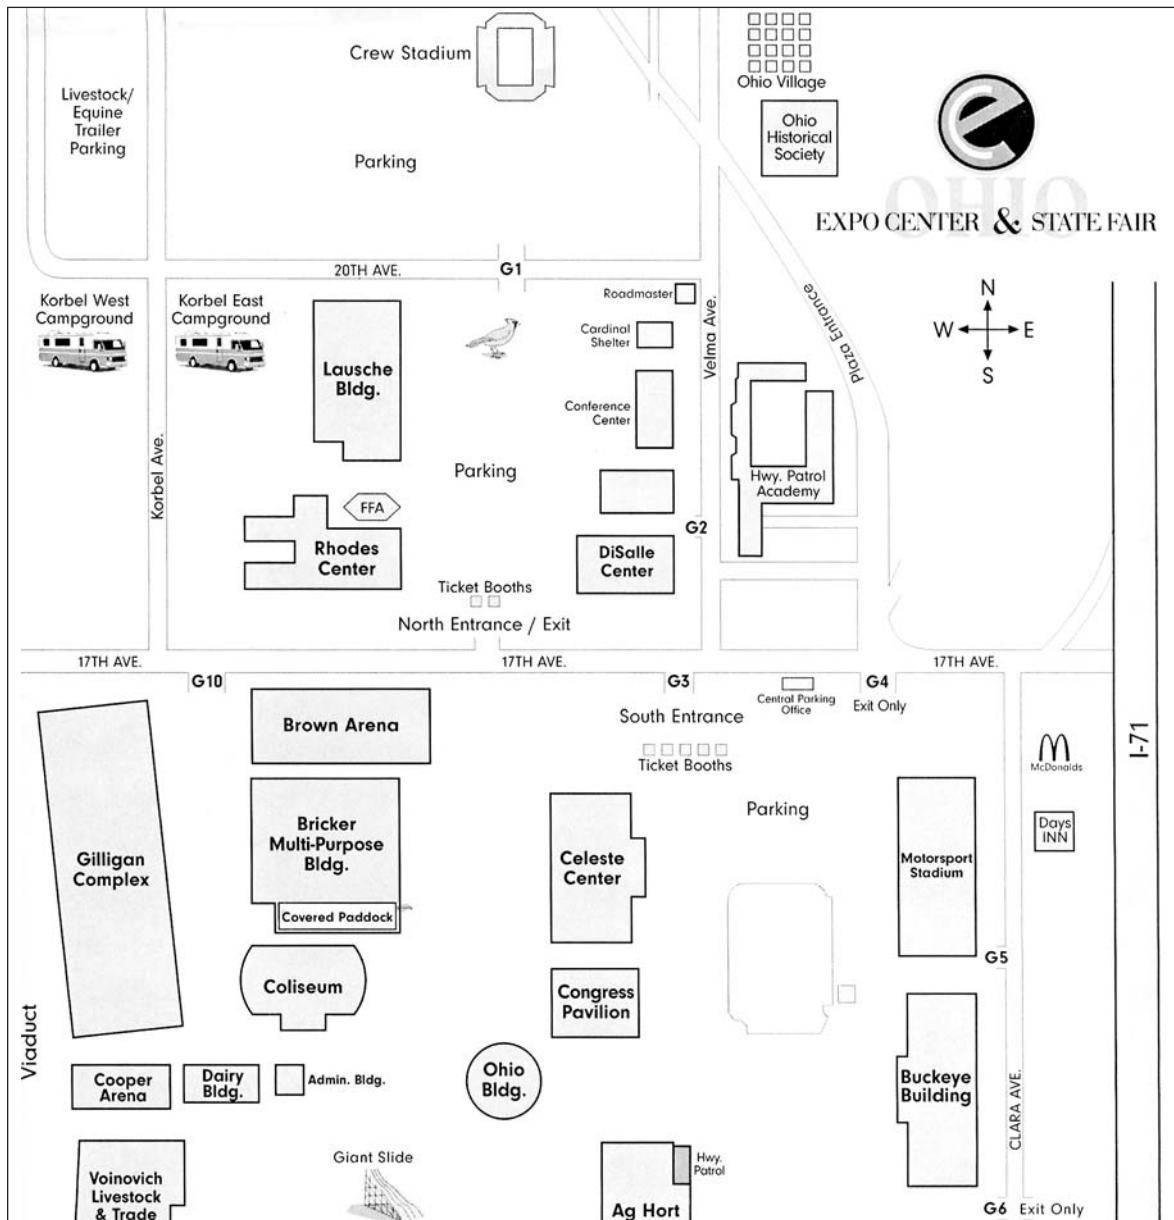 Crew Stadium
Ohio Village
Livestock/
Equine
Trailer
Parking
Ohio
Historical
Society
Parking
OHIO
EXPO CENTER & STATE FAIR
20TH AVE.
G1
Korbel West
Campground
Korbel East
Campground
Roadmaster
Cardinal
Shelter
Velma Ave.
Plaza Entrance
N
W
E
S
Lausche
Bldg.
Conference
Center
Korbel Ave.
Parking
Hwy. Patrol
Academy
FFA
G2
Rhodes
Center
DiSalle
Center
Ticket Booths
North Entrance / Exit
17TH AVE.
17TH AVE.
17TH AVE.
G10
G3
G4
Central Parking
Office
Exit Only
South Entrance
Brown Arena
Ticket Booths
McDonalds
I-71
Parking
Days
INN
Bricker
Multi-Purpose
Bldg.
Gilligan
Complex
Celeste
Center
Motorsport
Stadium
Covered Paddock
G5
Coliseum
Congress
Pavilion
Viaduct
Cooper
Arena
Dairy
Bldg.
Admin. Bldg.
Ohio
Bldg.
Buckeye
Building
CLARA AVE.
Giant Slide
Hwy.
Patrol
Voinovich
Livestock
& Trade
Ag Hort
G6 Exit Only